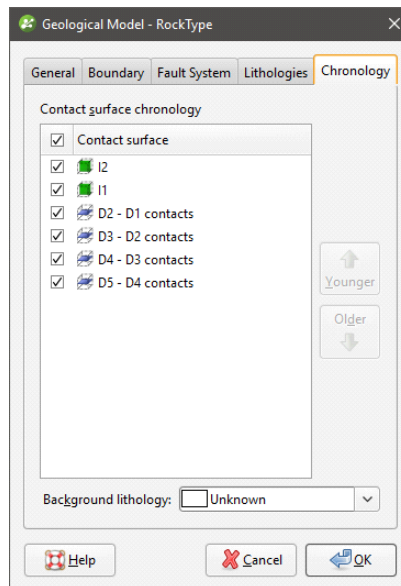 Geological Model - RockType
General Boundary Fault System Lithologies Chronology
Contact surface chronology
Contact surface
I2
I1
D2 - D1 contacts
D3 - D2 contacts
D4 - D3 contacts
D5 - D4 contacts
Younger
Older
Background lithology: Unknown
Help Cancel OK